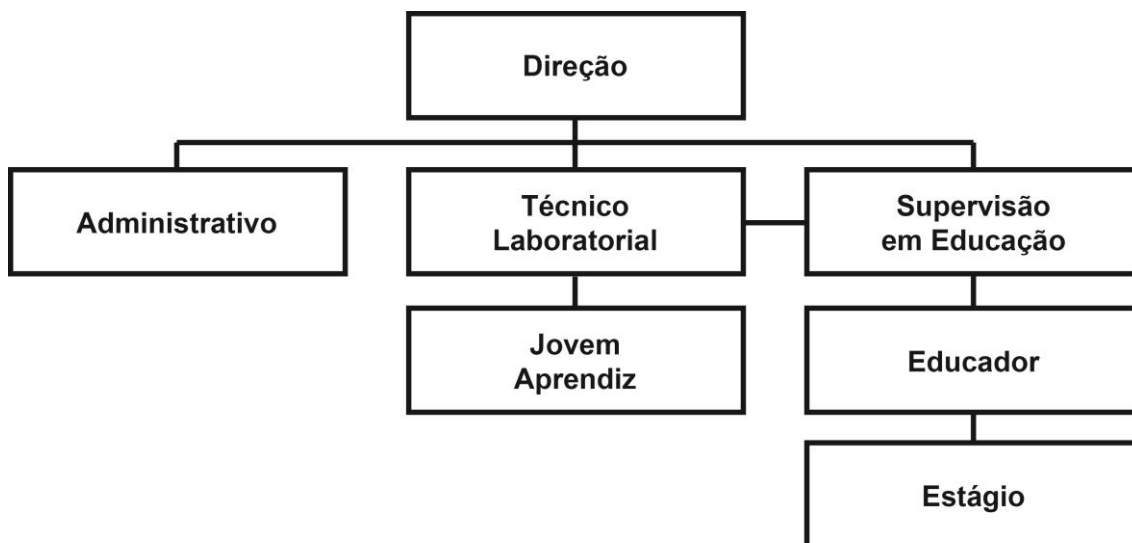 Direção
Administrativo
Técnico
Laboratorial
Supervisão
em Educação
Jovem
Aprendiz
Educador
Estágio